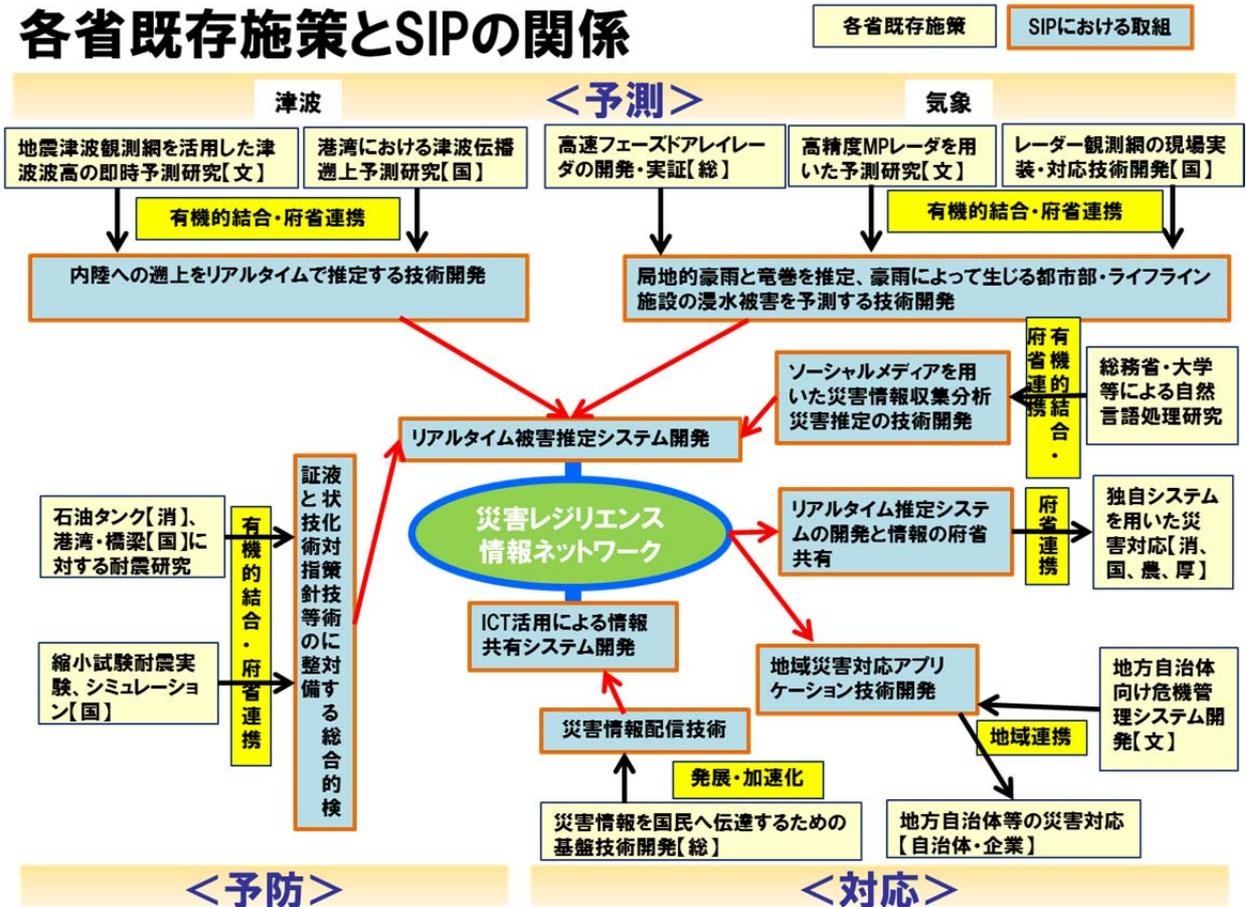 各省既存施策とSIPの関係
各省既存施策
SIPにおける取組
<予測>
津波
気象
地震津波観測網を活用した津
波波高の即時予測研究【文】
港湾における津波伝播
遡上予測研究【国】
高速フェーズドアレイレー
ダの開発・実証【総】
高精度MPレーダを用
いた予測研究【文】
レーダー観測網の現場実
装・対応技術開発【国】
有機的結合・府省連携
有機的結合・府省連携
内陸への遡上をリアルタイムで推定する技術開発
局地的豪雨と竜巻を推定、豪雨によって生じる都市部・ライフライン
施設の浸水被害を予測する技術開発
ソーシャルメディアを用
いた災害情報収集分析
災害推定の技術開発
有機的結合・
府省連携
総務省・大学
等による自然
言語処理研究
リアルタイム被害推定システム開発
災害レジリエンス
情報ネットワーク
リアルタイム推定システ
ムの開発と情報の府省
共有
府省連携
独自システム
を用いた災
害対応【消、
国、農、厚】
石油タンク【消】、
港湾・橋梁【国】に
対する耐震研究
縮小試験耐震実
験、シミュレーショ
ン【国】
有機的結合・府省連携
液状化対策技術に対する総合的検
証と技術指針等の整備
ICT活用による情報
共有システム開発
災害情報配信技術
発展・加速化
災害情報を国民へ伝達するための
基盤技術開発【総】
地域災害対応アプリ
ケーション技術開発
地域連携
地方自治体
向け危機管
理システム開
発【文】
地方自治体等の災害対応
【自治体・企業】
<予防>
<対応>